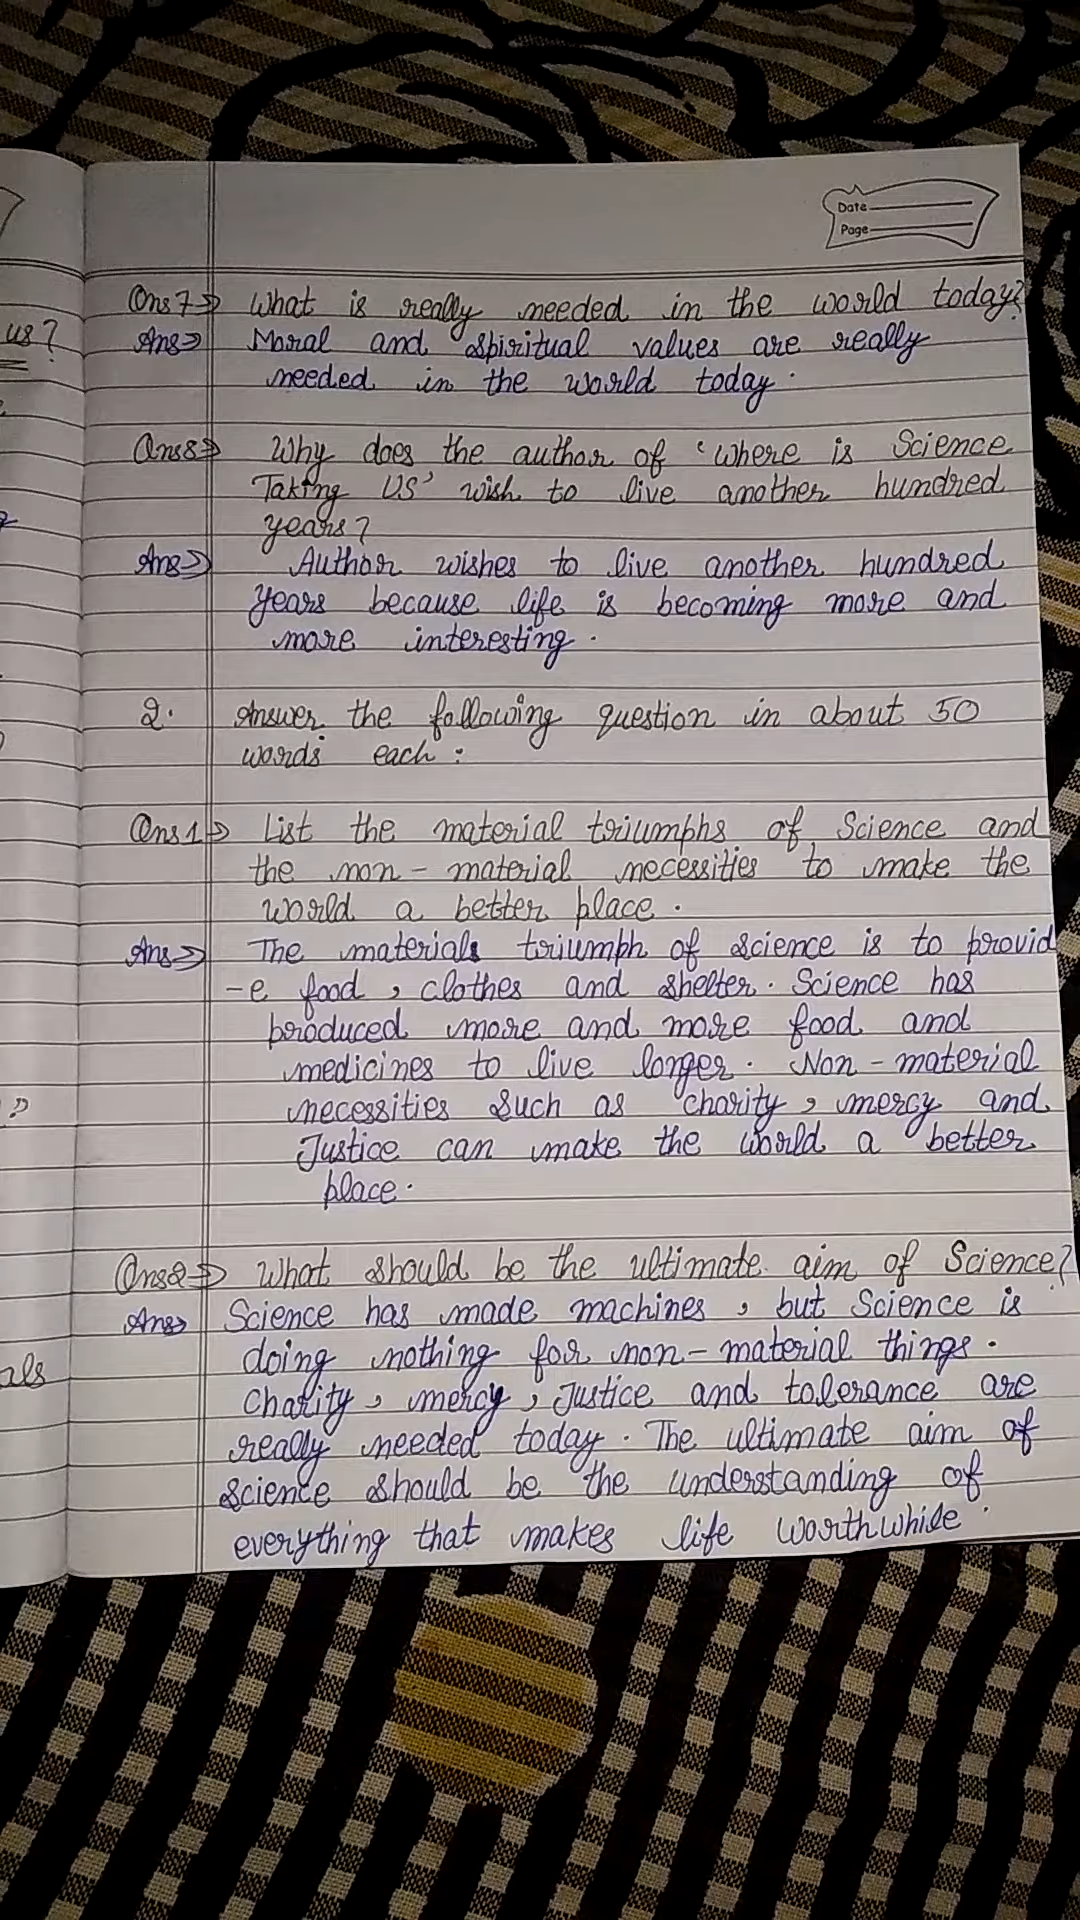 Date
Page
Qns 7⇒ What is really needed in the world today?
us?
Ans⇒ Moral and spiritual values are really
needed in the world today.
Qns8⇒ Why does the author of 'where is Science
Taking US' wish to live another hundred
years?
Ans⇒ Author wishes to live another hundred
years because life is becoming more and
more interesting.
2. Answer the following question in about 50
words each:
Qns 1⇒ List the material triumphs of Science and
the non-material necessities to make the
world a better place.
Ans⇒ The materials triumph of science is to provid
-e food, clothes and shelter. Science has
produced more and more food and
medicines to live longer. Non-material
necessities such as charity, mercy and
?
Justice can make the world a better
place.
Qns2⇒ What should be the ultimate aim of Science?
Ans⇒ Science has made machines, but Science is
doing nothing for non-material things.
als
Charity, mercy, Justice and tolerance are
really needed today. The ultimate aim of
science should be the understanding of
everything that makes life worthwhile.